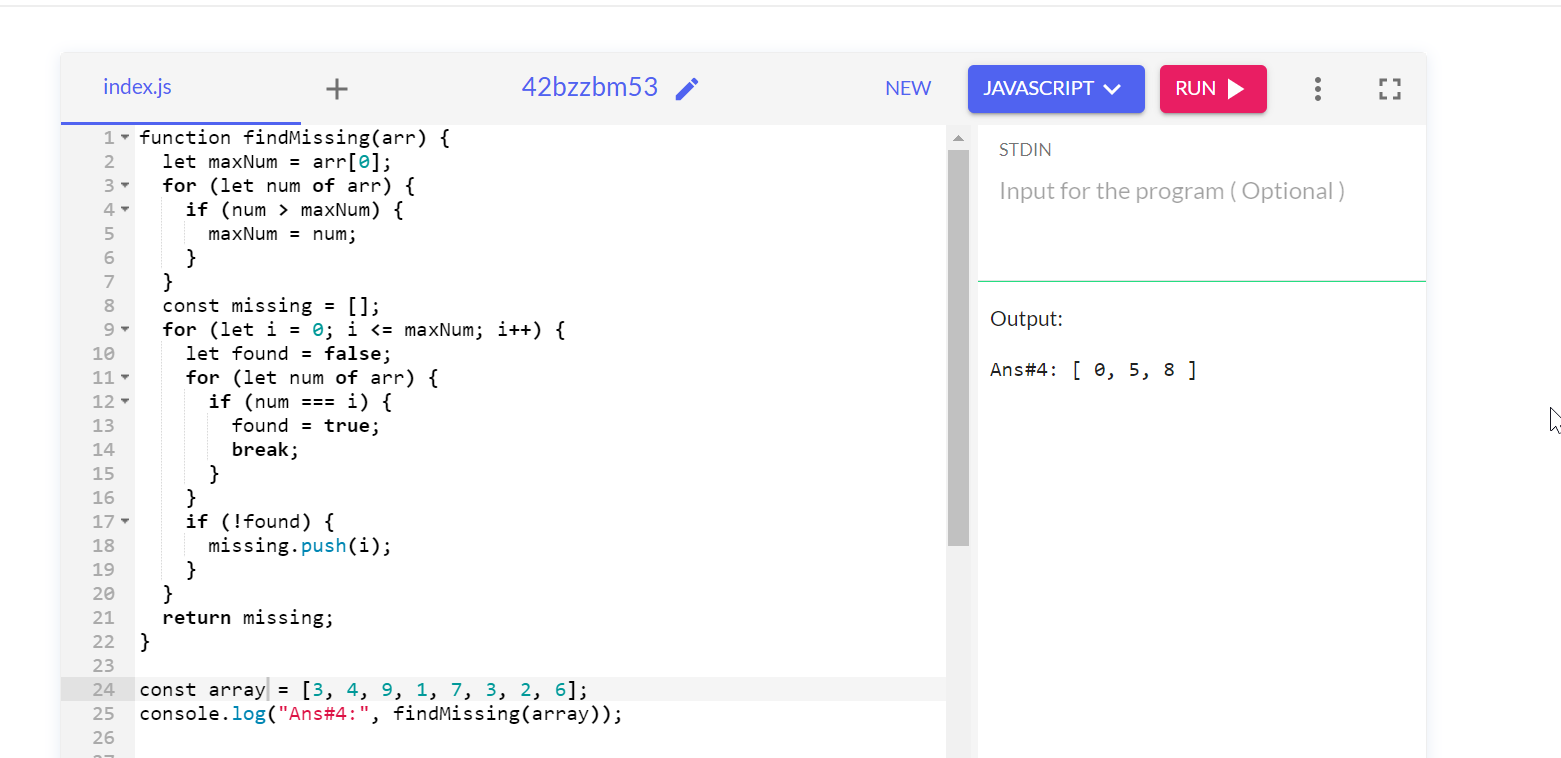 index.js + 42bzzbm53 NEW JAVASCRIPT RUN
1 function findMissing(arr) {
2 let maxNum = arr[0];
3 for (let num of arr) {
4 if (num > maxNum) {
5 maxNum = num;
6 }
7 }
8 const missing = [];
9 for (let i = 0; i <= maxNum; i++) {
10 let found = false;
11 for (let num of arr) {
12 if (num === i) {
13 found = true;
14 break;
15 }
16 }
17 if (!found) {
18 missing.push(i);
19 }
20 }
21 return missing;
22 }
23
24 const array = [3, 4, 9, 1, 7, 3, 2, 6];
25 console.log("Ans#4:", findMissing(array));
26
STDIN
Input for the program ( Optional )
Output:
Ans#4: [ 0, 5, 8 ]